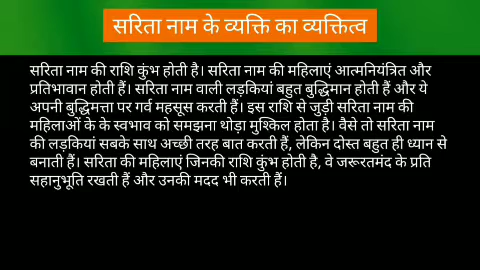 सरिता नाम के व्यक्ति का व्यक्तित्व
सरिता नाम की राशि कुंभ होती है। सरिता नाम की महिलाएं आत्मनियंत्रित और
प्रतिभावान होती हैं। सरिता नाम वाली लड़कियां बहुत बुद्धिमान होती हैं और ये
अपनी बुद्धिमत्ता पर गर्व महसूस करती हैं। इस राशि से जुड़ी सरिता नाम की
महिलाओं के के स्वभाव को समझना थोड़ा मुश्किल होता है। वैसे तो सरिता नाम
की लड़कियां सबके साथ अच्छी तरह बात करती हैं, लेकिन दोस्त बहुत ही ध्यान से
बनाती हैं। सरिता की महिलाएं जिनकी राशि कुंभ होती है, वे जरूरतमंद के प्रति
सहानुभूति रखती हैं और उनकी मदद भी करती हैं।